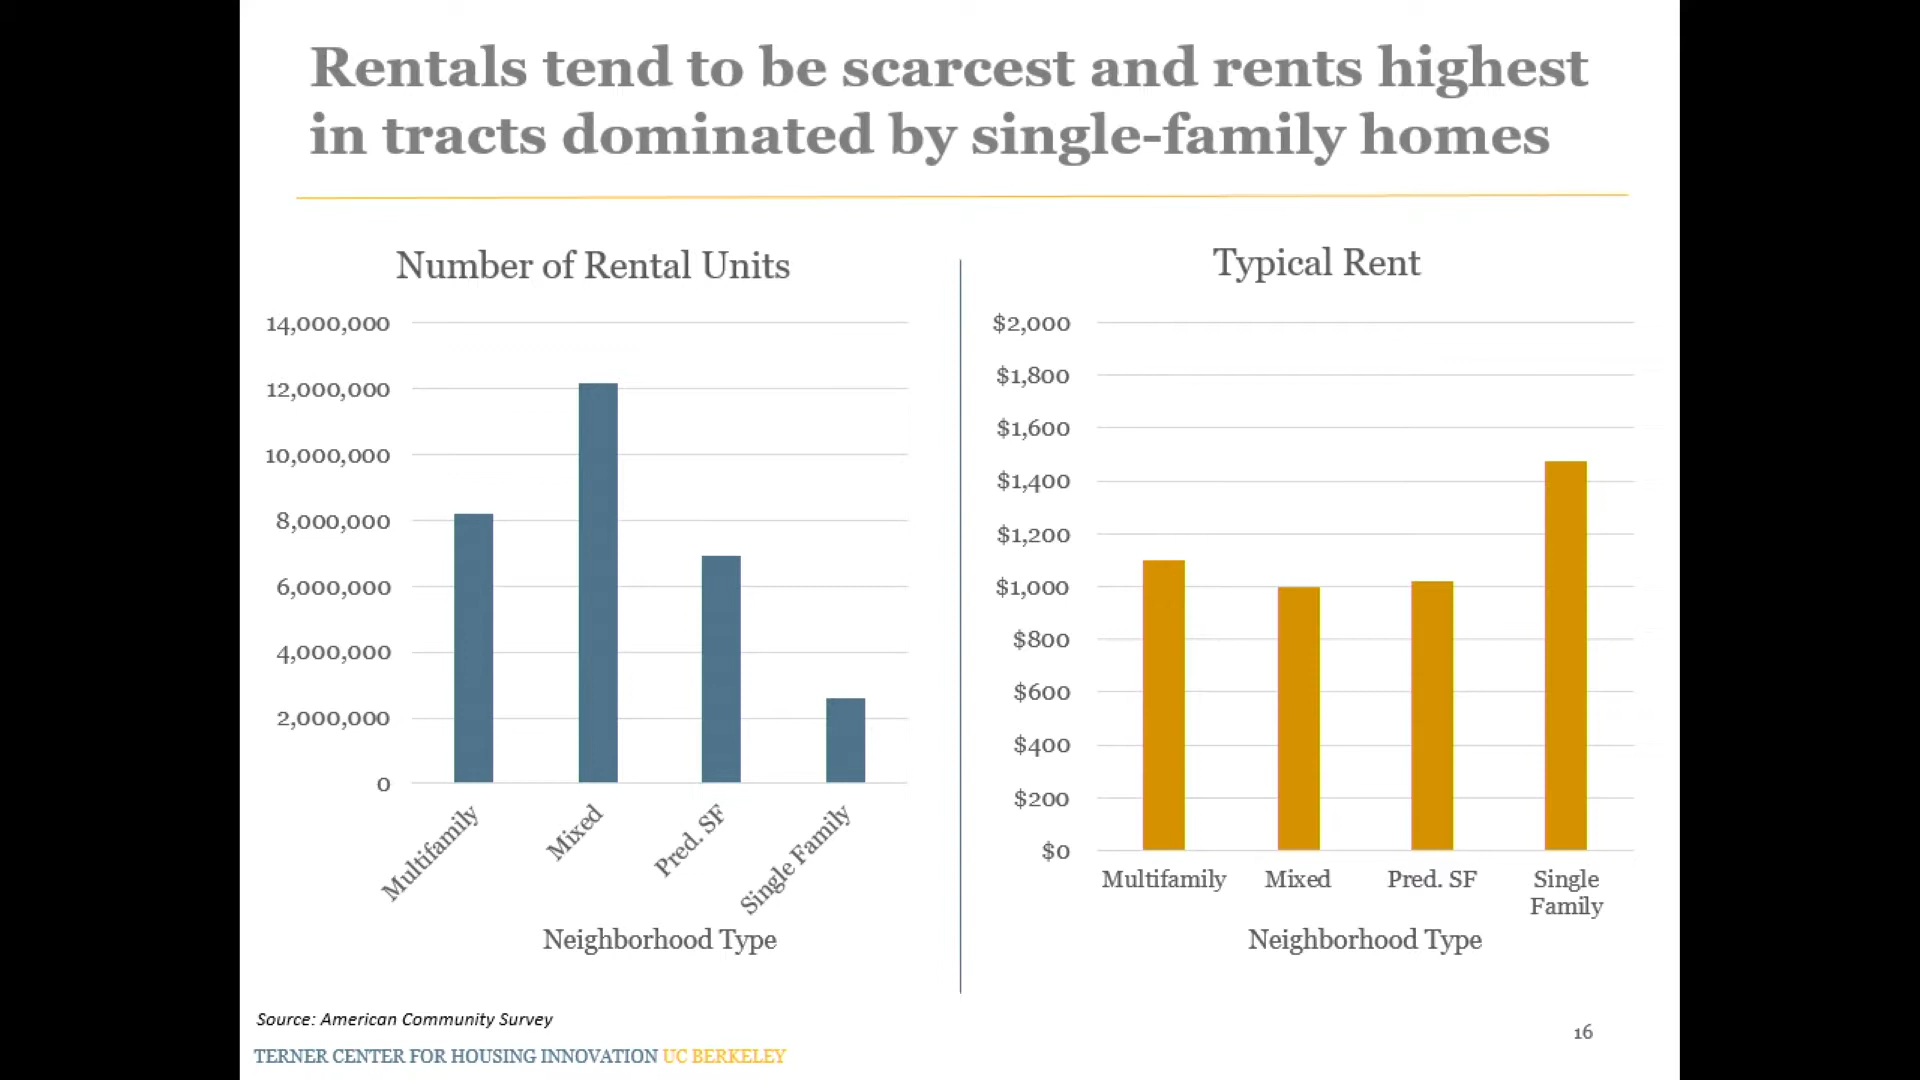 Rentals tend to be scarcest and rents highest
in tracts dominated by single-family homes
Number of Rental Units
14,000,000
12,000,000
10,000,000
8,000,000
6,000,000
4,000,000
2,000,000
0
Multifamily
Mixed
Pred. SF
Single Family
Neighborhood Type
Typical Rent
$2,000
$1,800
$1,600
$1,400
$1,200
$1,000
$800
$600
$400
$200
$0
Multifamily
Mixed
Pred. SF
Single
Family
Neighborhood Type
Source: American Community Survey
16
TERNER CENTER FOR HOUSING INNOVATION UC BERKELEY